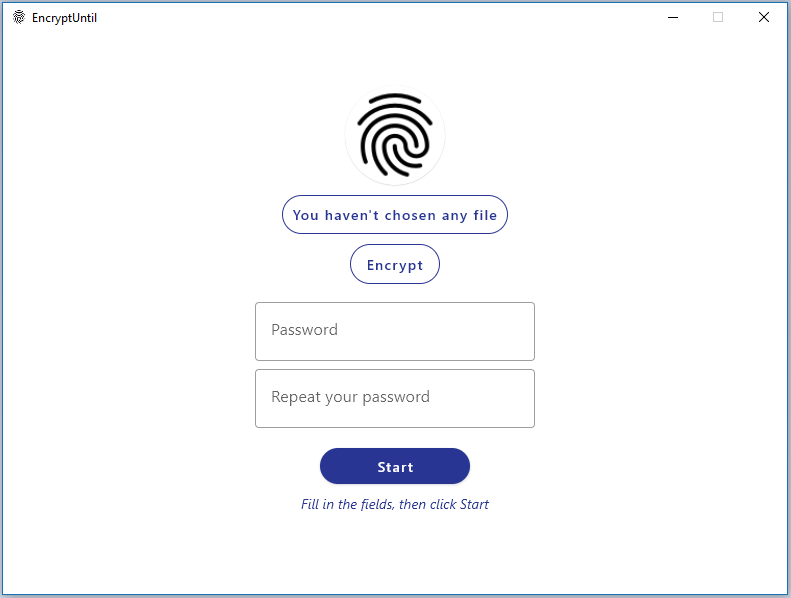 EncryptUntil
You haven't chosen any file
Encrypt
Password
Repeat your password
Start
Fill in the fields, then click Start